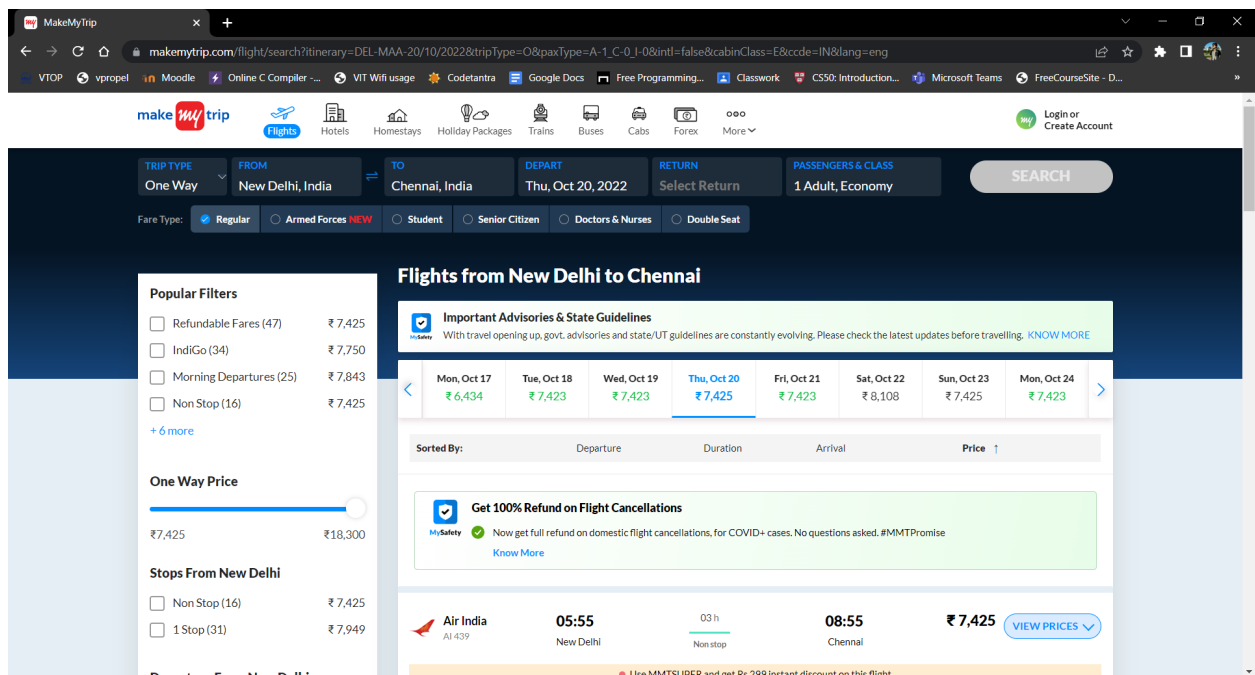 MakeMyTrip
makemytrip.com/flight/search?itinerary=DEL-MAA-20/10/2022&tripType=O&paxType=A-1_C-0_I-0&intl=false&cabinClass=E&ccde=IN&lang=eng
VTOP vpropel Moodle Online C Compiler -... VIT Wifi usage Codetantra Google Docs Free Programming... Classwork CS50: Introduction... Microsoft Teams FreeCourseSite - D... »
make my trip
Flights Hotels Homestays Holiday Packages Trains Buses Cabs Forex More
my Login or
Create Account
TRIP TYPE FROM TO DEPART RETURN PASSENGERS & CLASS
One Way New Delhi, India Chennai, India Thu, Oct 20, 2022 Select Return 1 Adult, Economy SEARCH
Fare Type: Regular Armed Forces NEW Student Senior Citizen Doctors & Nurses Double Seat
Flights from New Delhi to Chennai
Popular Filters
Refundable Fares (47) ₹ 7,425
IndiGo (34) ₹ 7,750
Morning Departures (25) ₹ 7,843
Non Stop (16) ₹ 7,425
+ 6 more
One Way Price
₹7,425 ₹18,300
Stops From New Delhi
Non Stop (16) ₹ 7,425
1 Stop (31) ₹ 7,949
Important Advisories & State Guidelines
MySafety With travel opening up, govt. advisories and state/UT guidelines are constantly evolving. Please check the latest updates before travelling. KNOW MORE
Mon, Oct 17 Tue, Oct 18 Wed, Oct 19 Thu, Oct 20 Fri, Oct 21 Sat, Oct 22 Sun, Oct 23 Mon, Oct 24
₹ 6,434 ₹ 7,423 ₹ 7,423 ₹ 7,425 ₹ 7,423 ₹ 8,108 ₹ 7,425 ₹ 7,423
Sorted By: Departure Duration Arrival Price ↑
Get 100% Refund on Flight Cancellations
MySafety Now get full refund on domestic flight cancellations, for COVID+ cases. No questions asked. #MMTPromise
Know More
Air India 05:55 03 h 08:55 ₹ 7,425 VIEW PRICES
AI 439 New Delhi Non stop Chennai
Use MMTSUPER and get Rs 299 instant discount on this flight